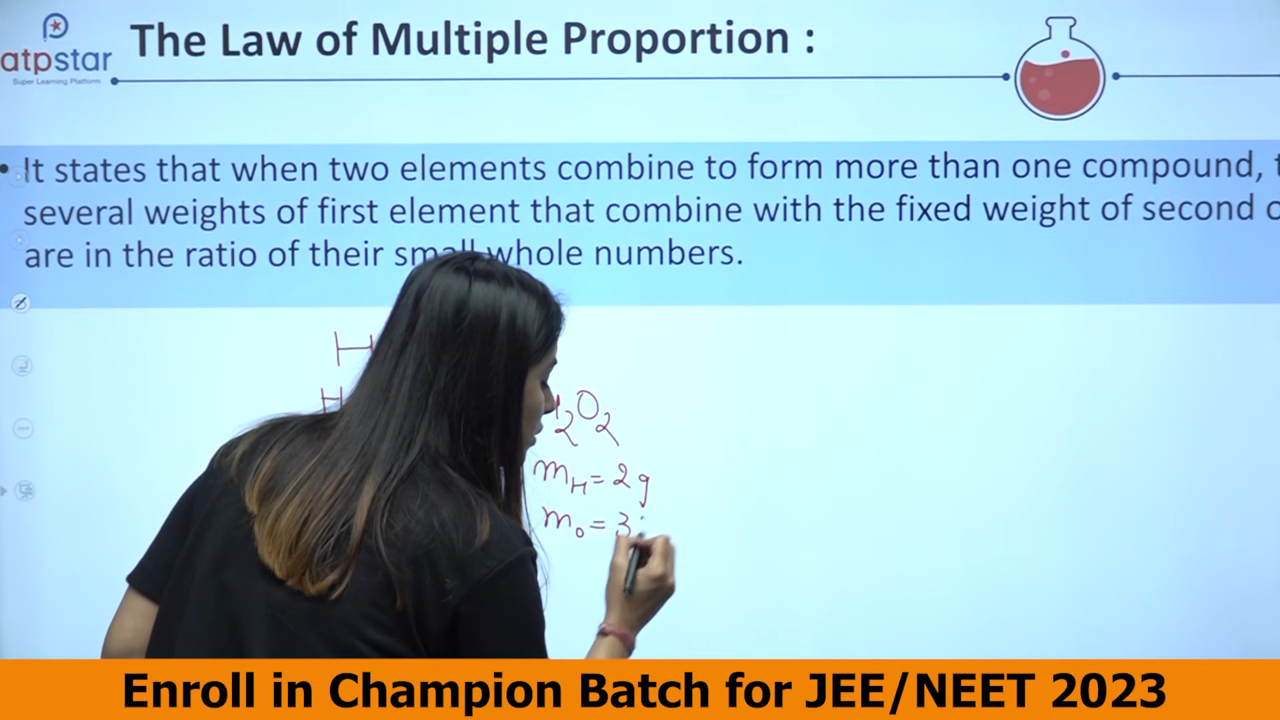 atpstar
Super Learning Platform
The Law of Multiple Proportion :
• It states that when two elements combine to form more than one compound,
several weights of first element that combine with the fixed weight of second
are in the ratio of their small whole numbers.
H
H 2O2
mH = 2 g
mo = 3
Enroll in Champion Batch for JEE/NEET 2023